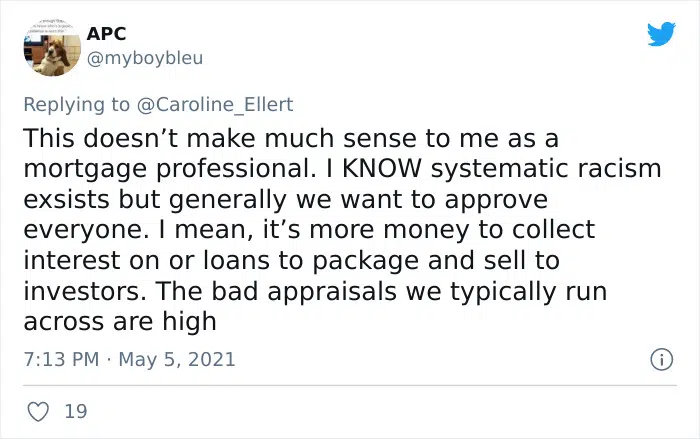 APC
@myboybleu
Replying to @Caroline_Ellert
This doesn’t make much sense to me as a
mortgage professional. I KNOW systematic racism
exsists but generally we want to approve
everyone. I mean, it’s more money to collect
interest on or loans to package and sell to
investors. The bad appraisals we typically run
across are high
7:13 PM · May 5, 2021
19